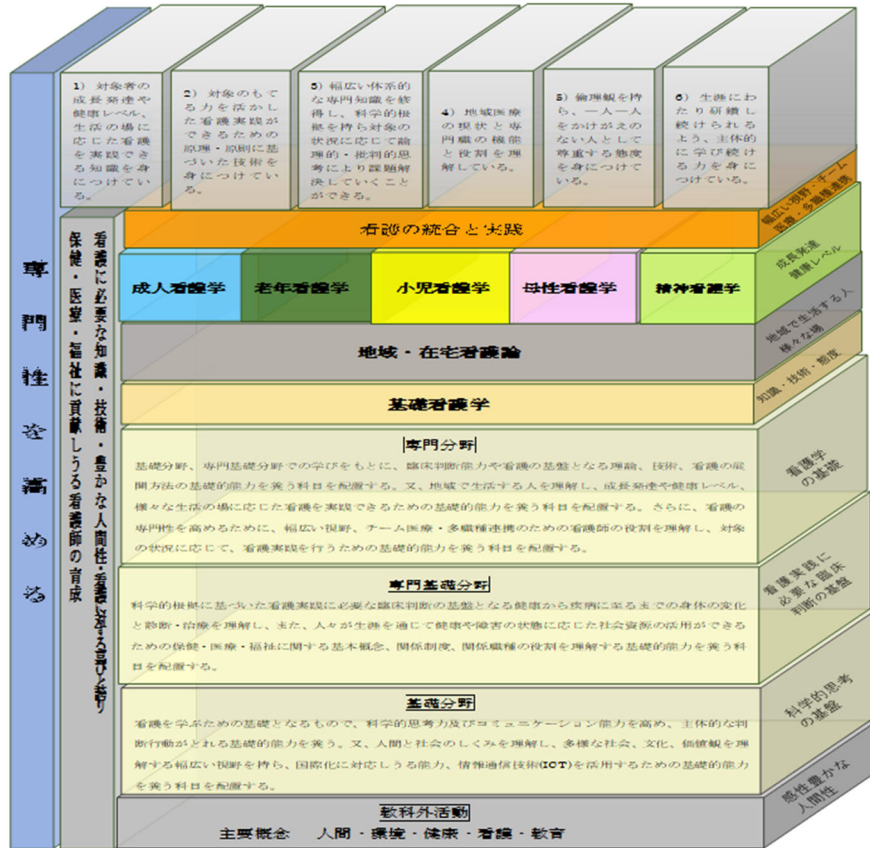 1) 対象者の
成長発達や
健康レベル、
生活の場に
応じた看護
を実践でき
る知識を身
につけてい
る。
2) 対象のもて
る力を活かし
た看護実践が
できるための
原理・原則に
基づいた技術
を身につけて
いる。
3) 幅広い体系的
な専門知識を修
得し、科学的根
拠を持ち対象の
状況に応じて論
理的・批判的思
考により課題解
決していくこと
ができる。
4) 地域医療
の現状と専
門職の機能
と役割を理
解している。
5) 倫理観を持
ち、一人一人
をかけがえの
ない人として
尊重する態度
を身につけて
いる。
6) 生涯にわ
たり研鑽し
続けられる
よう、主体的
に学び続け
る力を身に
つけている。
専門性を高める
看護に必要な知識・技術・豊かな人間性・看護に対する喜びと誇り
保健・医療・福祉に貢献しうる看護師の育成
看護の統合と実践
幅広い視野・チーム
医療・多職種連携
成人看護学
老年看護学
小児看護学
母性看護学
精神看護学
成長発達
健康レベル
地域・在宅看護論
地域で生活する人
様々な場
基礎看護学
知識・技術・態度
専門分野
基礎分野、専門基礎分野での学びをもとに、臨床判断能力や看護の基盤となる理論、技術、看護の展
開方法の基礎的能力を養う科目を配置する。又、地域で生活する人を理解し、成長発達や健康レベル、
様々な生活の場に応じた看護を実践できるための基礎的能力を養う科目を配置する。さらに、看護の
専門性を高めるために、幅広い視野、チーム医療・多職種連携のための看護師の役割を理解し、対象
の状況に応じて、看護実践を行うための基礎的能力を養う科目を配置する。
看護学
の基礎
専門基礎分野
科学的根拠に基づいた看護実践に必要な臨床判断の基盤となる健康から疾病に至るまでの身体の変化
と診断・治療を理解し、また、人々が生涯を通じて健康や障害の状態に応じた社会資源の活用ができる
ための保健・医療・福祉に関する基本概念、関係制度、関係職種の役割を理解する基礎的能力を養う科
目を配置する。
看護実践に
必要な臨床
判断の基盤
基礎分野
看護を学ぶための基礎となるもので、科学的思考力及びコミュニケーション能力を高め、主体的な判
断行動がとれる基礎的能力を養う。又、人間と社会のしくみを理解し、多様な社会、文化、価値観を理
解する幅広い視野を持ち、国際化に対応しうる能力、情報通信技術(ICT)を活用するための基礎的能力
を養う科目を配置する。
科学的思考
の基盤
教科外活動
主要概念 人間・環境・健康・看護・教育
感性豊かな
人間性